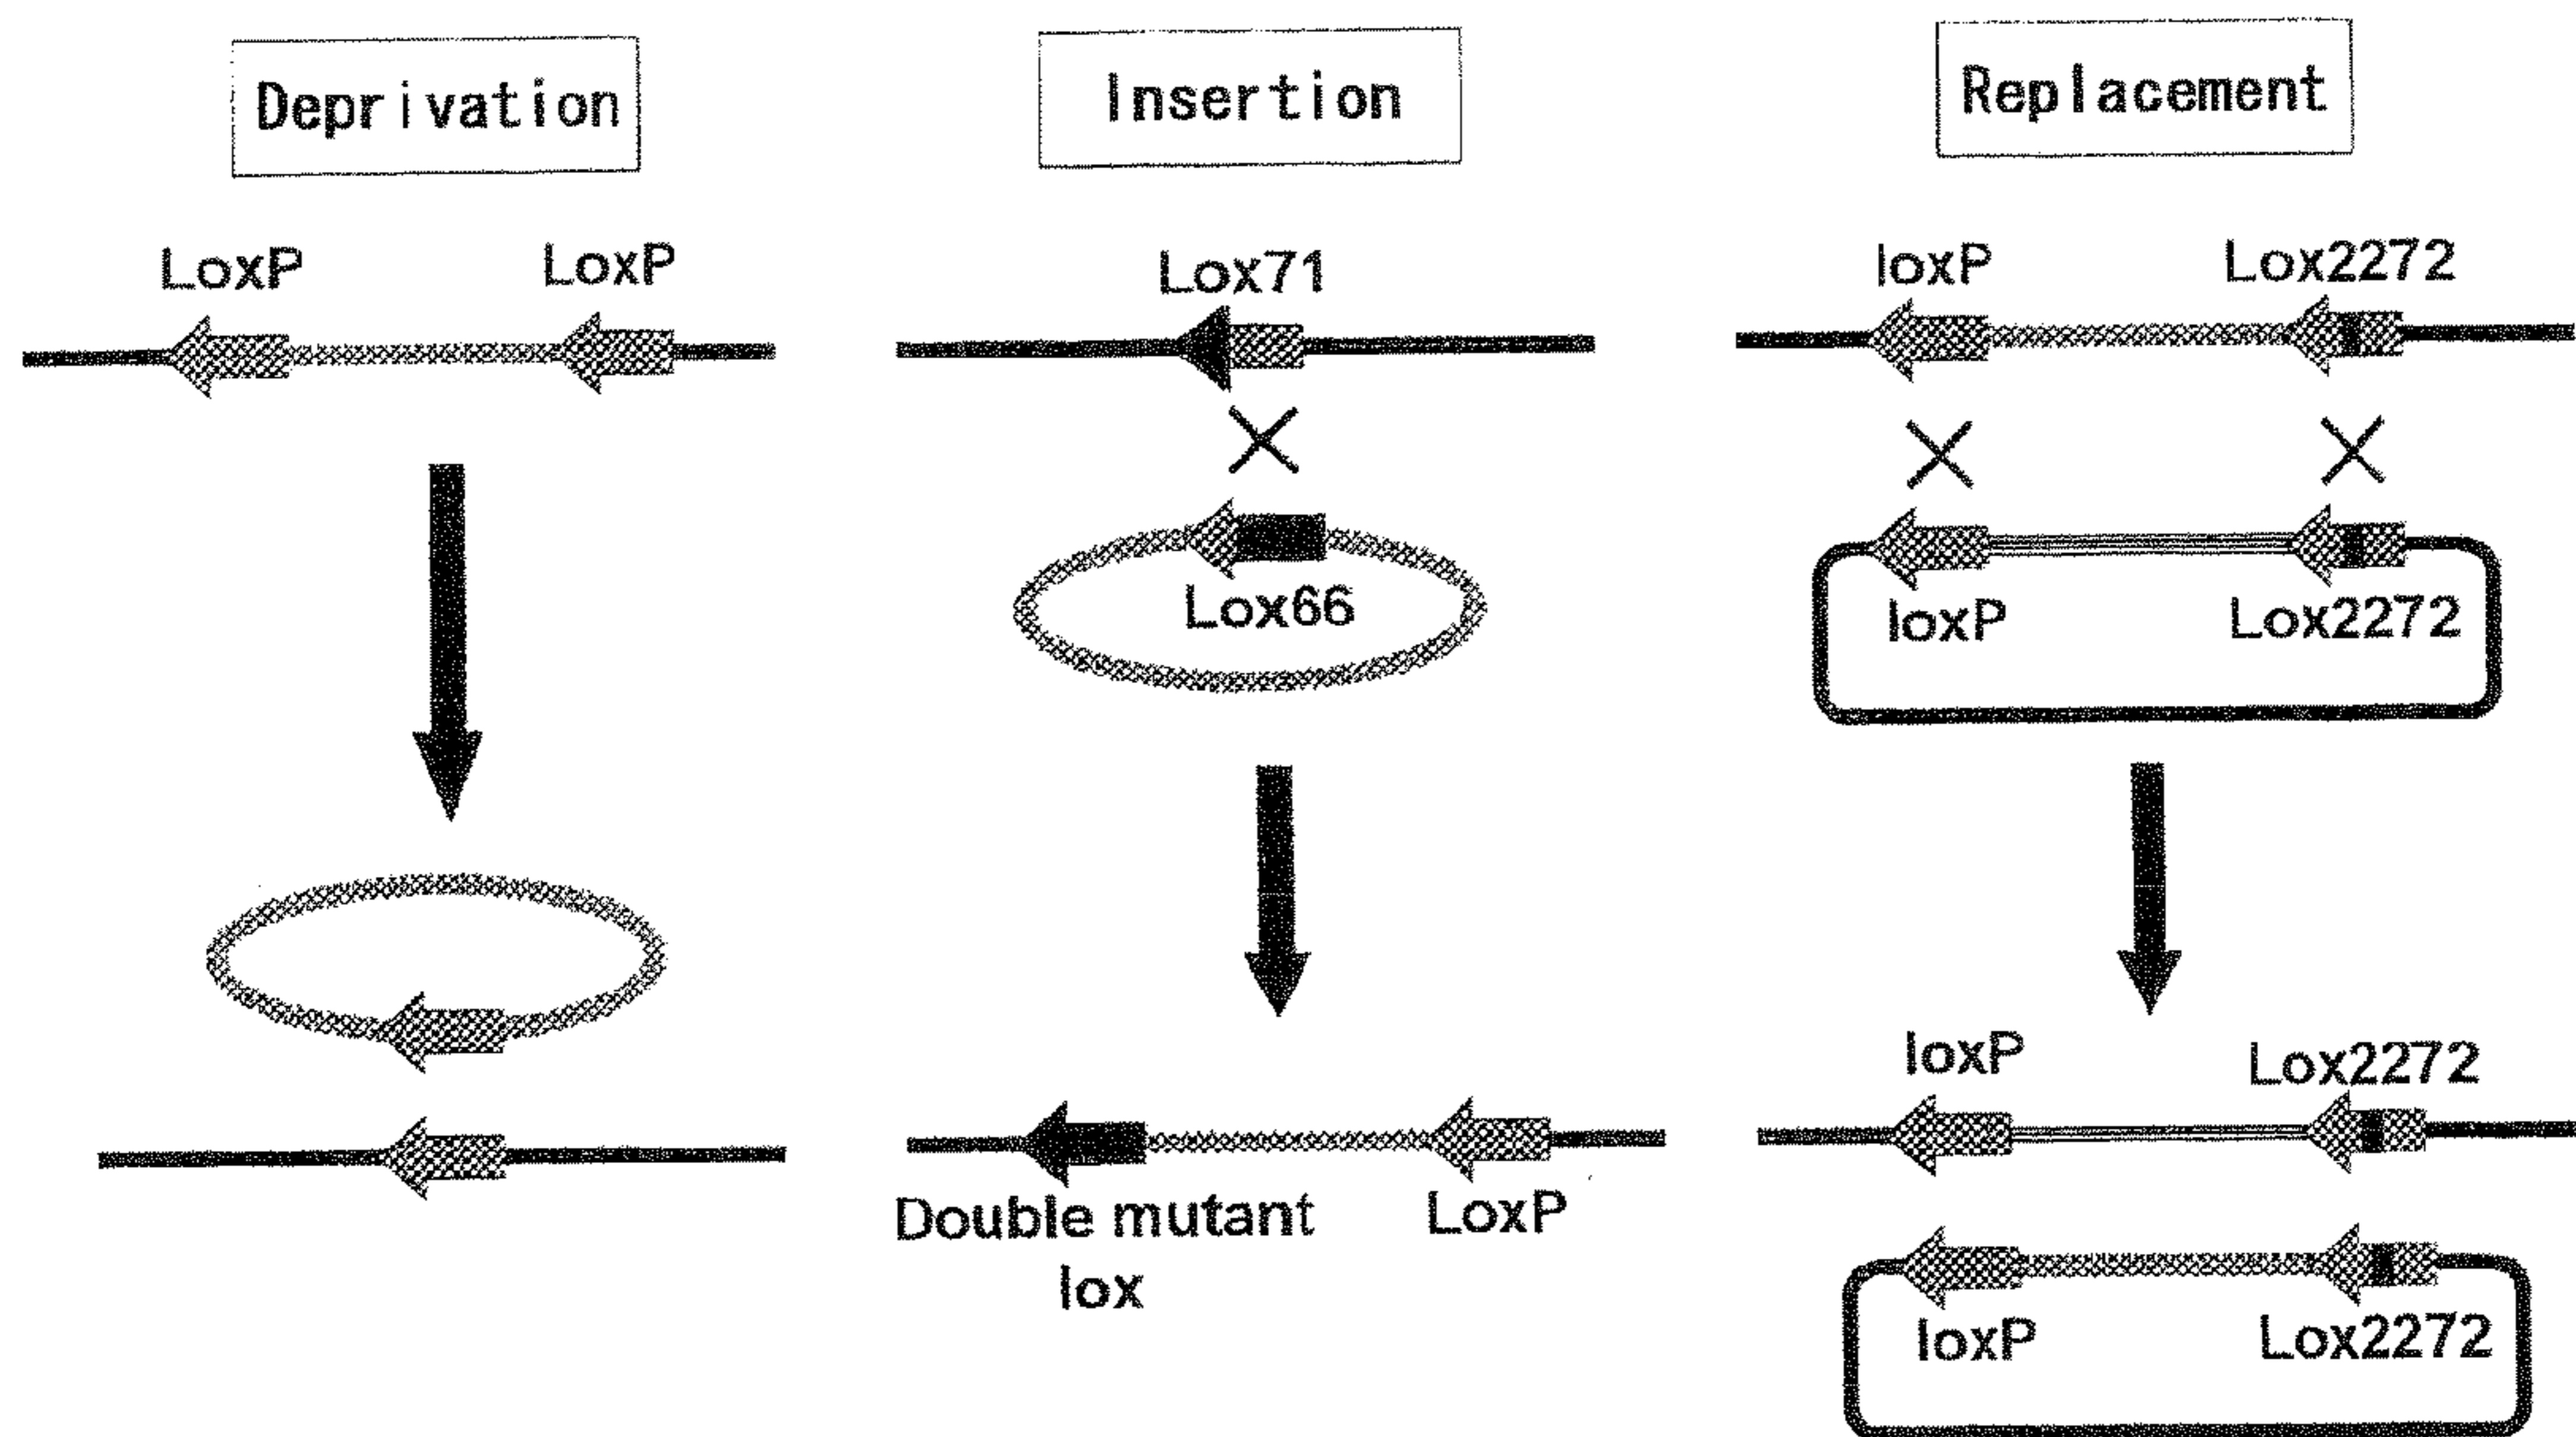 Deprivation
LoxP
LoxP
Insertion
Lox71
Lox66
Double mutant
lox
LoxP
Replacement
loxP
Lox2272
loxP
Lox2272
loxP
Lox2272
loxP
Lox2272